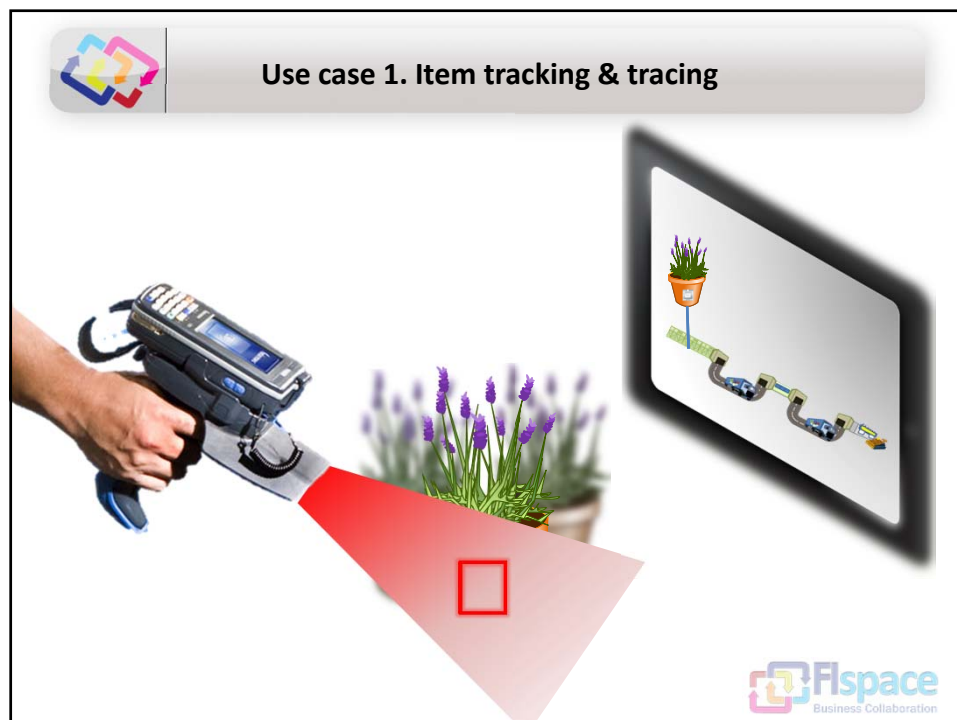 Use case 1. Item tracking & tracing
FIspace
Business Collaboration